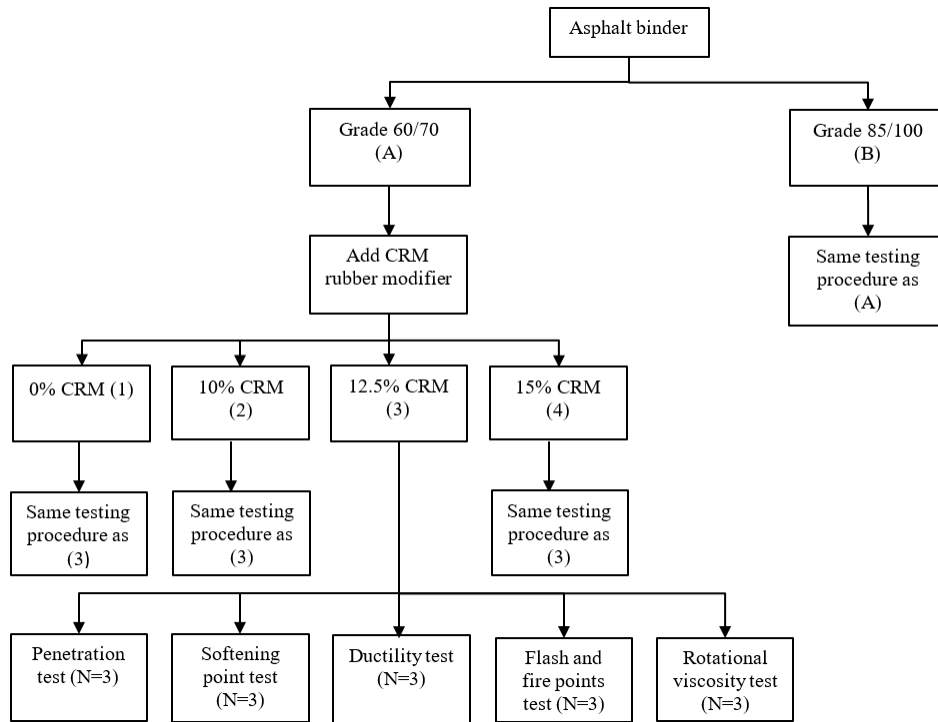 Asphalt binder
Grade 60/70
(A)
Grade 85/100
(B)
Add CRM
rubber modifier
Same testing
procedure as
(A)
0% CRM (1)
10% CRM
(2)
12.5% CRM
(3)
15% CRM
(4)
Same testing
procedure as
(3)
Same testing
procedure as
(3)
Same testing
procedure as
(3)
Penetration
test (N=3)
Softening
point test
(N=3)
Ductility test
(N=3)
Flash and
fire points
test (N=3)
Rotational
viscosity test
(N=3)